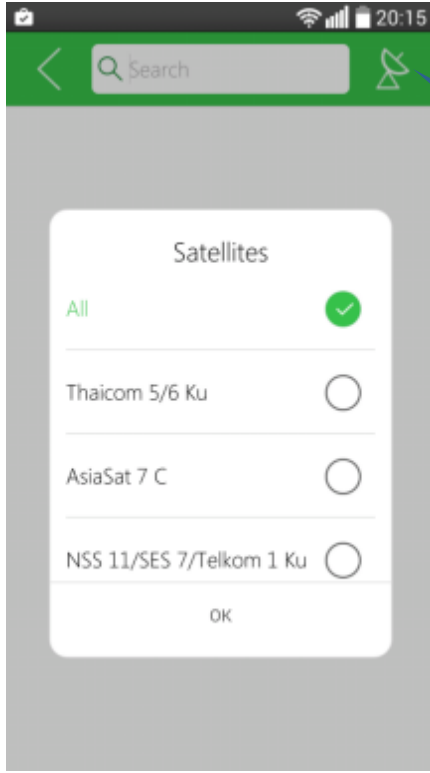 20:15
Search
Satellites
All
Thaicom 5/6 Ku
AsiaSat 7 C
NSS 11/SES 7/Telkom 1 Ku
OK